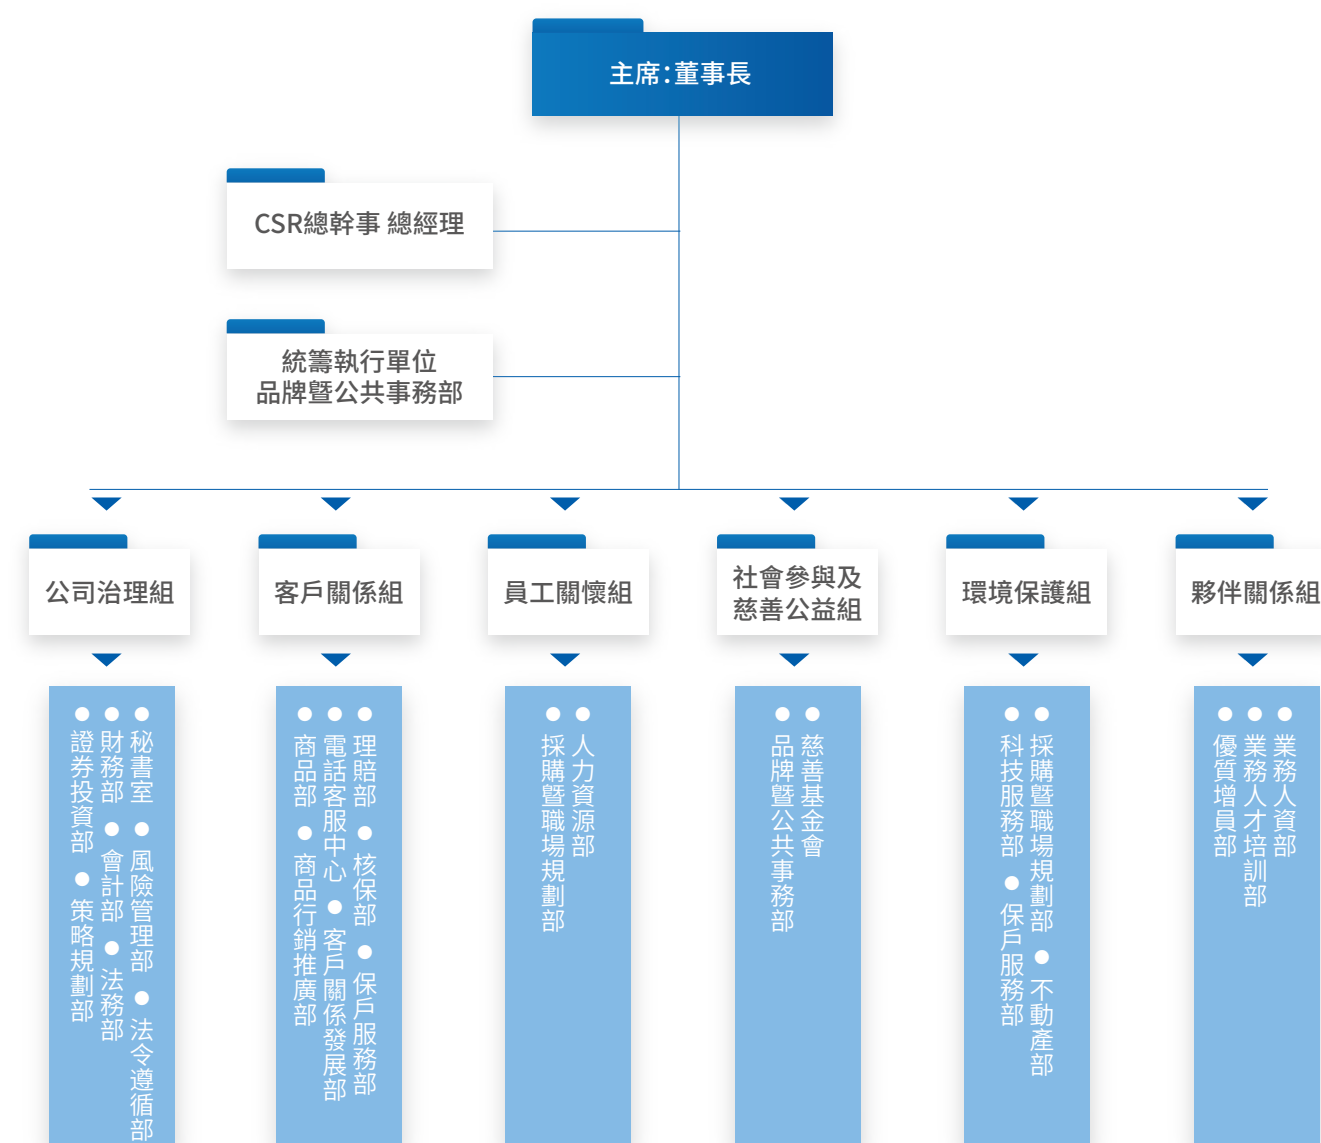 主席：董事長
CSR總幹事 總經理
統籌執行單位
品牌暨公共事務部
公司治理組
客戶關係組
員工關懷組
社會參與及
慈善公益組
環境保護組
夥伴關係組
●秘書室 ●風險管理部 ●法令遵循部
●財務部 ●會計部 ●法務部
●證券投資部 ●策略規劃部
●理賠部 ●核保部 ●保戶服務部
●電話客服中心 ●客戶關係發展部
●商品部 ●商品行銷推廣部
●人力資源部
●採購暨職場規劃部
●慈善基金會
●品牌暨公共事務部
●採購暨職場規劃部 ●不動產部
●科技服務部 ●保戶服務部
●業務人資部
●業務人才培訓部
●優質增員部